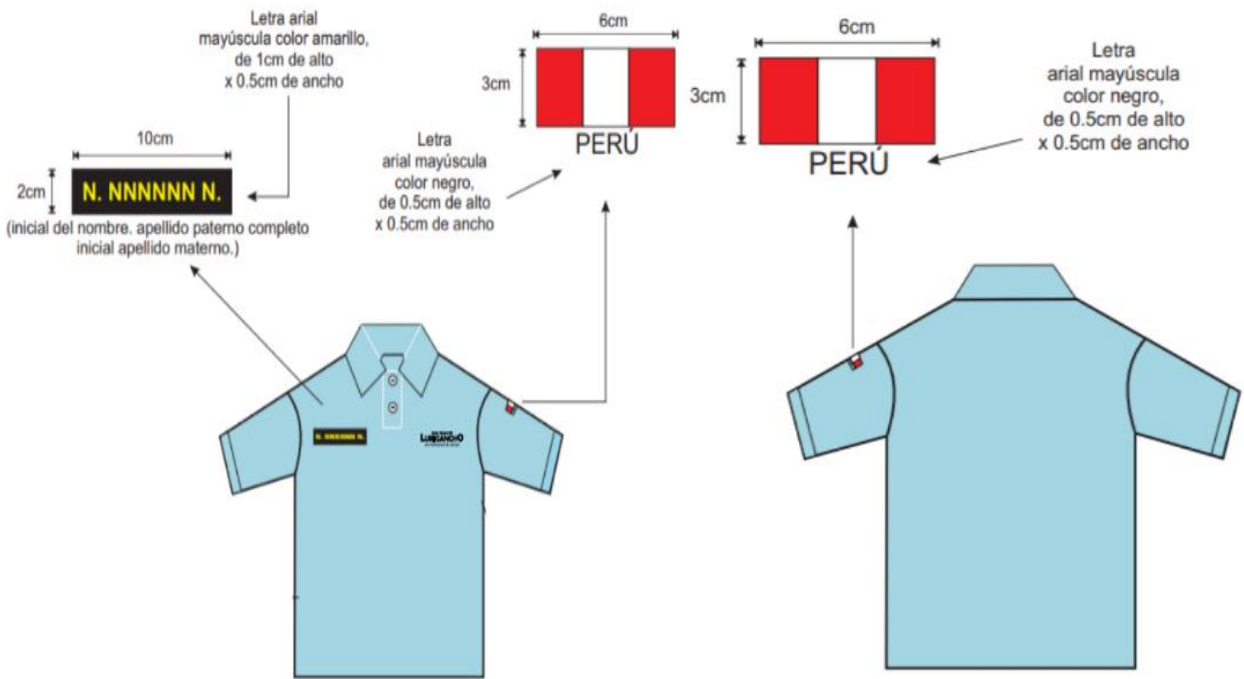 Letra arial
mayúscula color amarillo,
de 1cm de alto
x 0.5cm de ancho
10cm
2cm
N. NNNNNN N.
(inicial del nombre. apellido paterno completo
inicial apellido materno.)
6cm
3cm
PERÚ
Letra
arial mayúscula
color negro,
de 0.5cm de alto
x 0.5cm de ancho
6cm
3cm
PERÚ
Letra
arial mayúscula
color negro,
de 0.5cm de alto
x 0.5cm de ancho
N. NNNNNN N.
LURIGANCHO